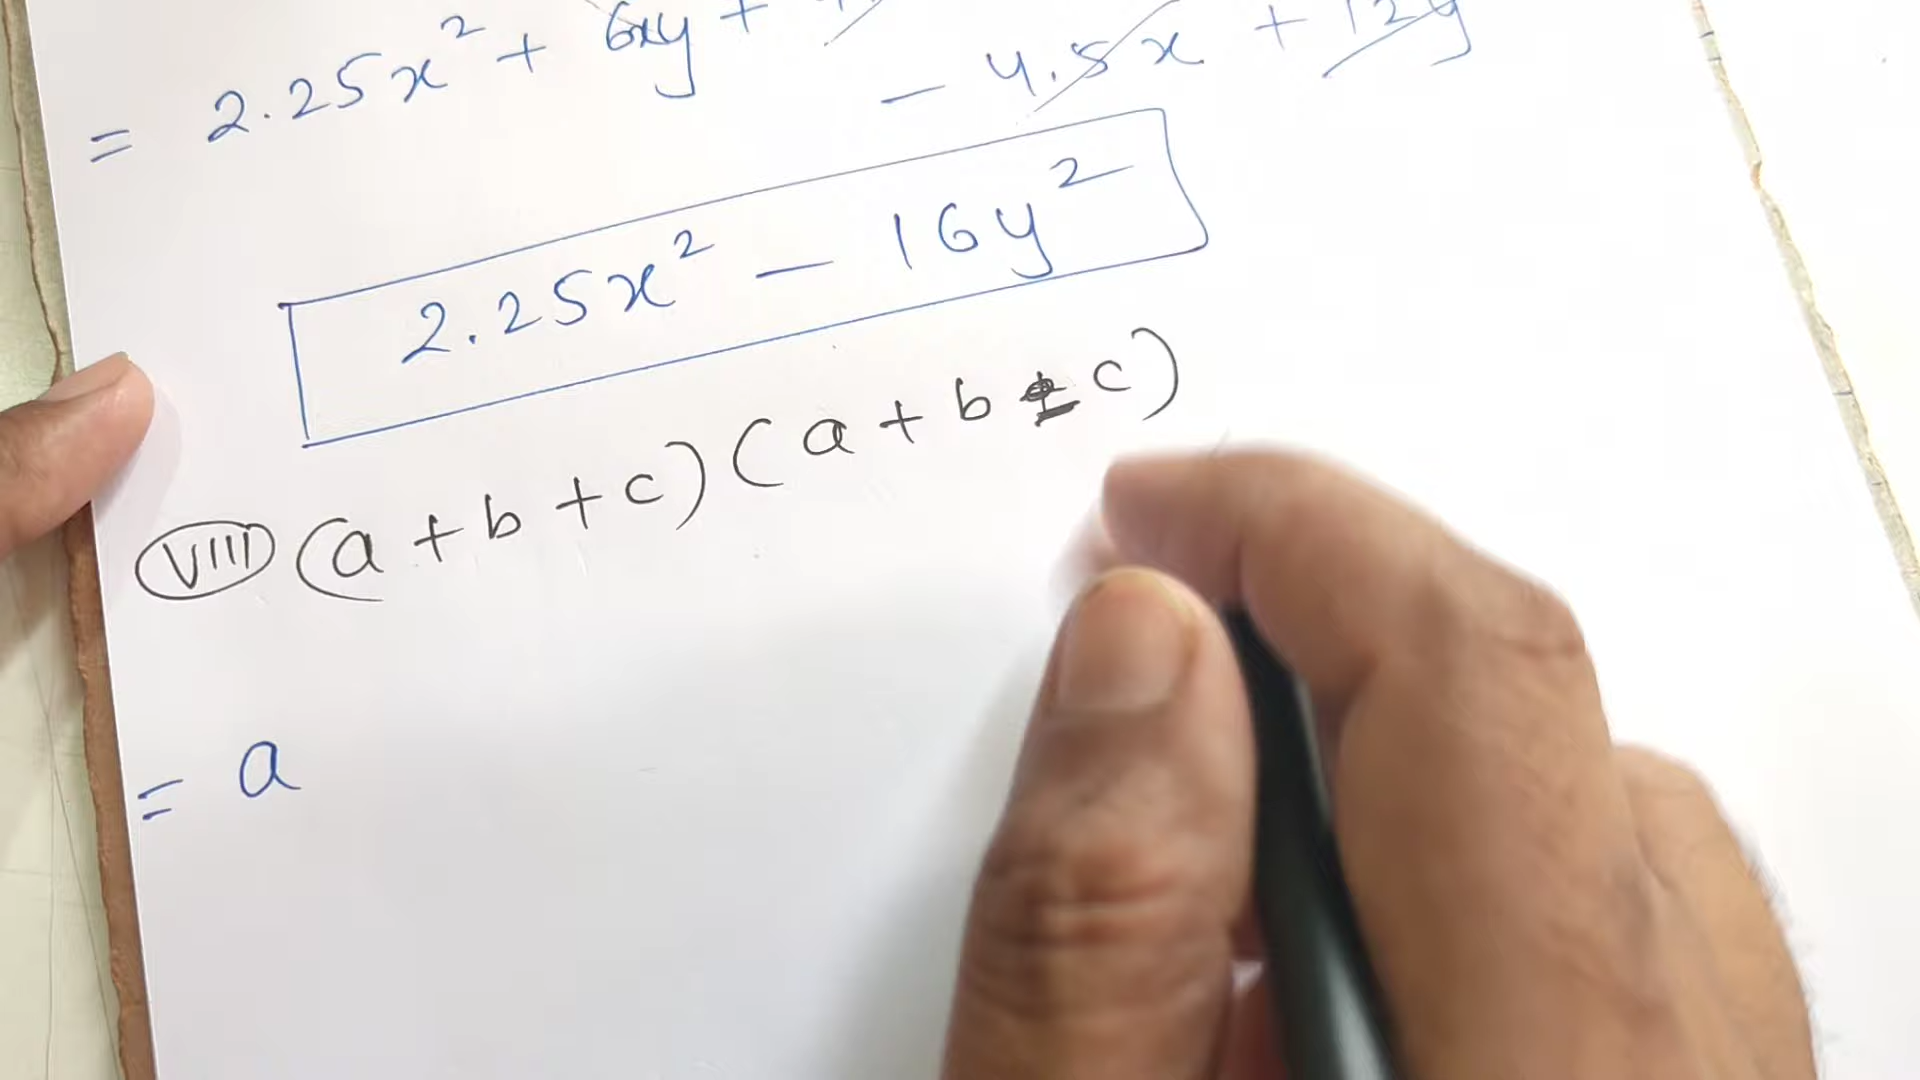 = 2.25x² + 6xy +
- 4.5x + 12y
2.25x² - 16y²
VIII (a + b + c) (a + b - c)
= a